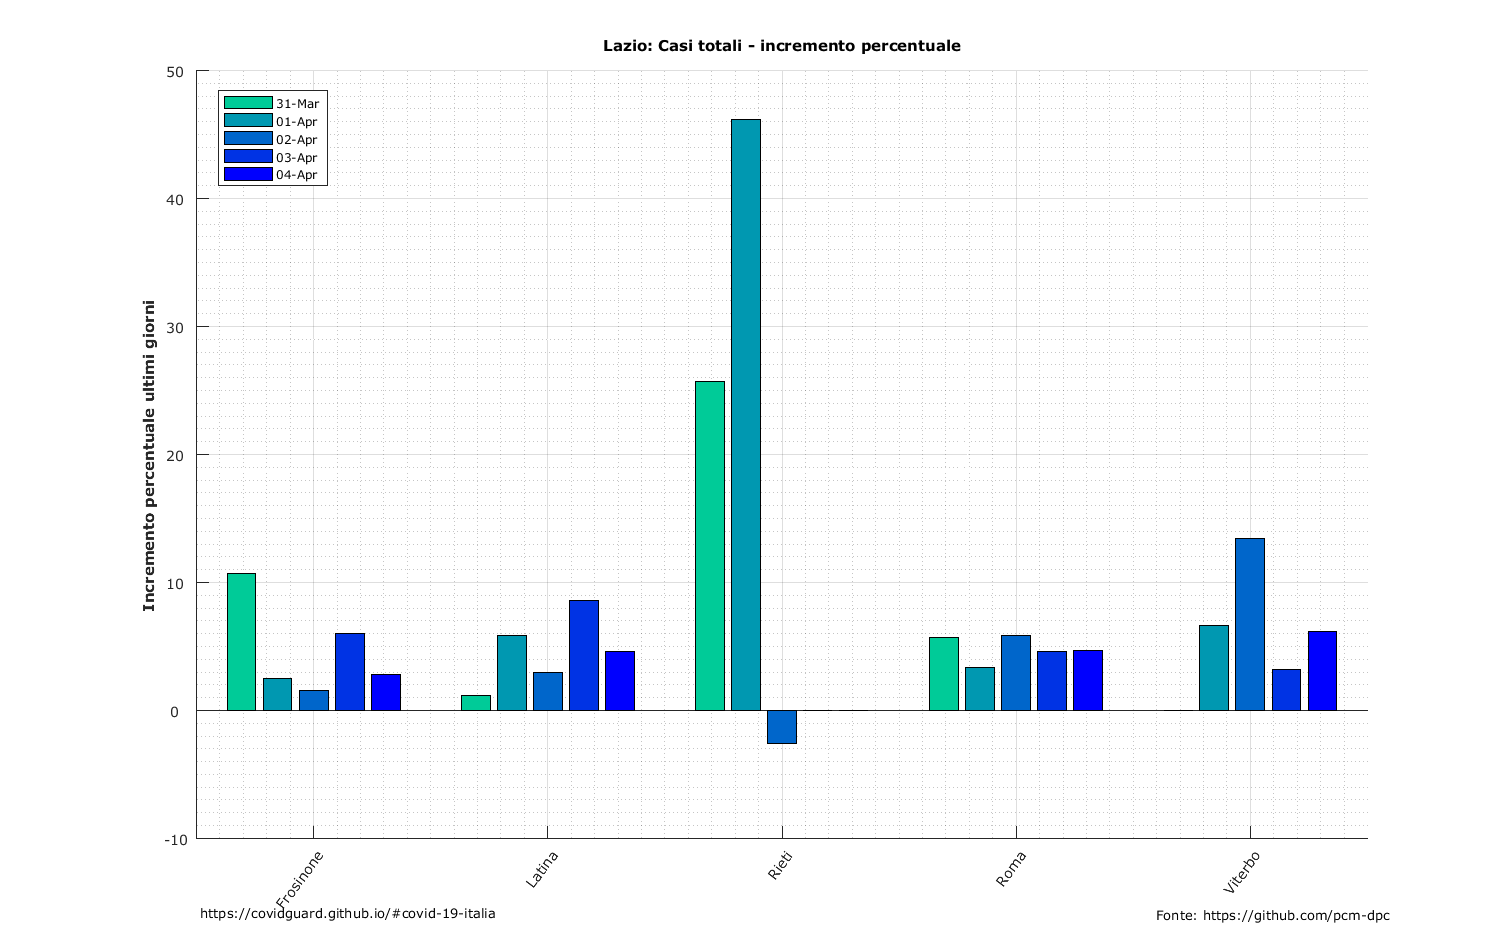 Lazio: Casi totali - incremento percentuale
Incremento percentuale ultimi giorni
50
40
30
20
10
0
-10
31-Mar
01-Apr
02-Apr
03-Apr
04-Apr
Frosinone
Latina
Rieti
Roma
Viterbo
https://covidguard.github.io/#covid-19-italia
Fonte: https://github.com/pcm-dpc